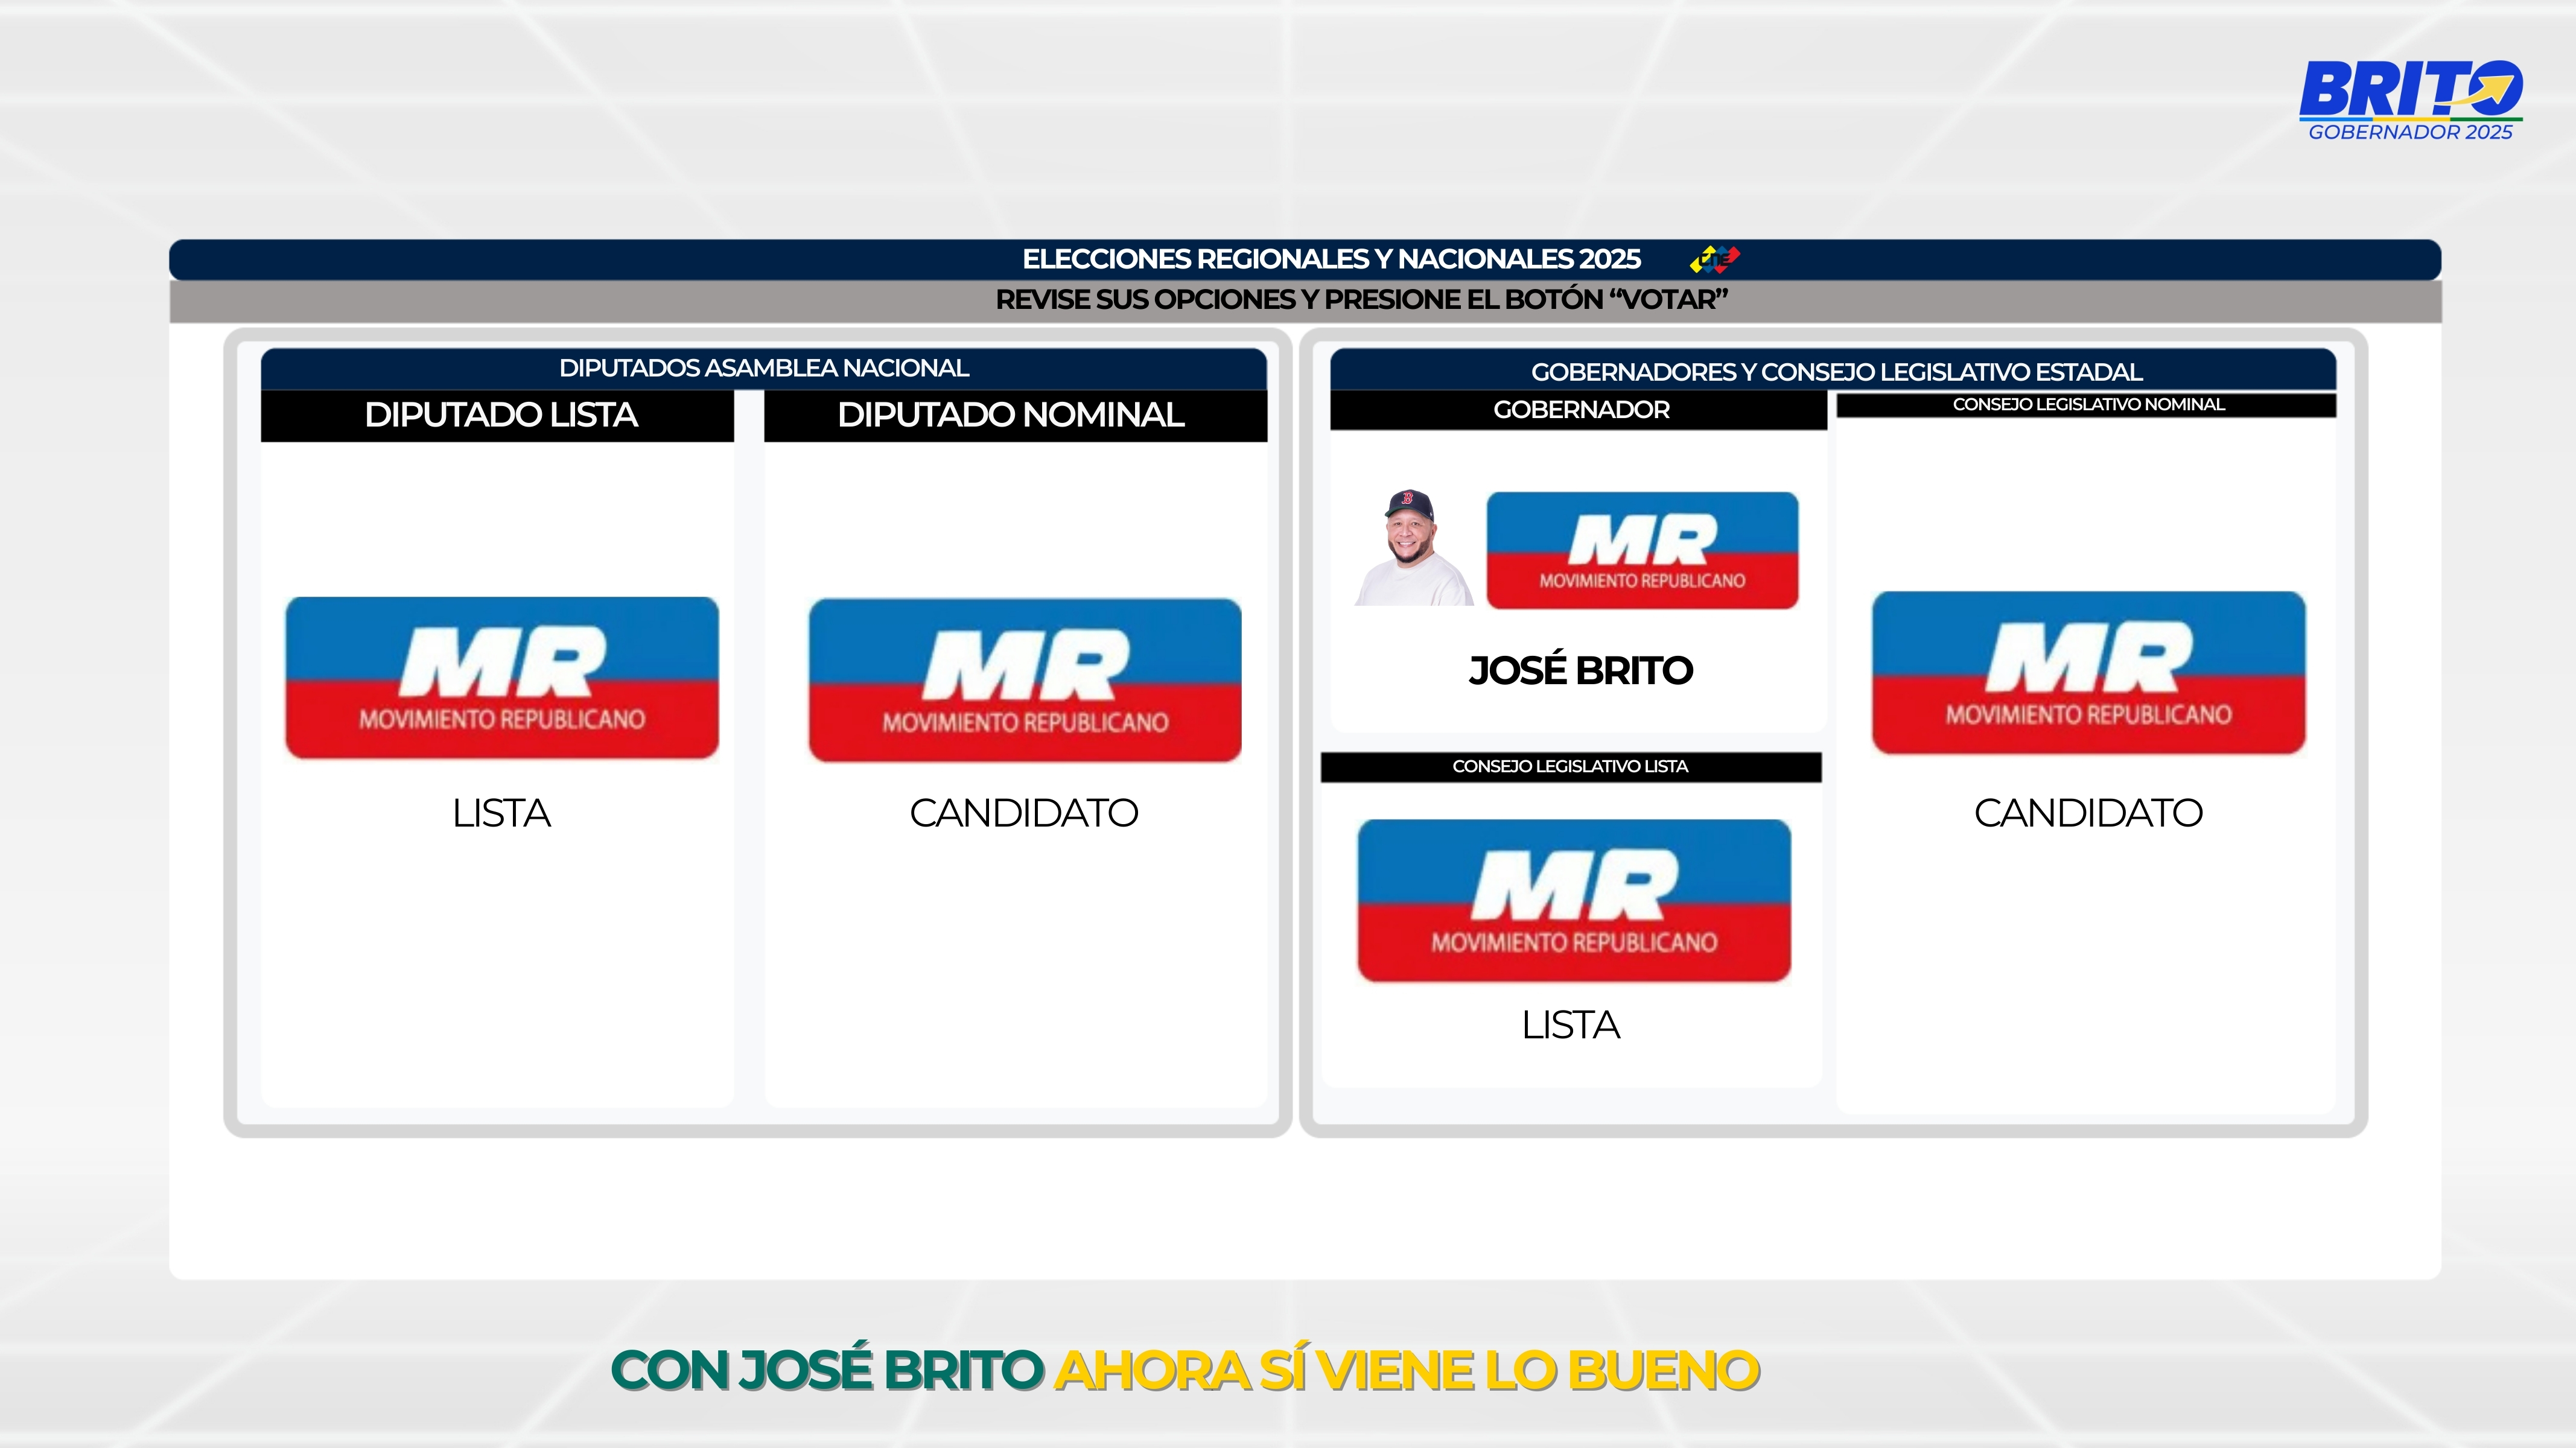 BRITO
GOBERNADOR 2025
ELECCIONES REGIONALES Y NACIONALES 2025
cne
REVISE SUS OPCIONES Y PRESIONE EL BOTÓN “VOTAR”
DIPUTADOS ASAMBLEA NACIONAL
DIPUTADO LISTA
DIPUTADO NOMINAL
MR
MOVIMIENTO REPUBLICANO
LISTA
MR
MOVIMIENTO REPUBLICANO
CANDIDATO
GOBERNADORES Y CONSEJO LEGISLATIVO ESTADAL
GOBERNADOR
B
MR
MOVIMIENTO REPUBLICANO
JOSÉ BRITO
CONSEJO LEGISLATIVO LISTA
MR
MOVIMIENTO REPUBLICANO
LISTA
CONSEJO LEGISLATIVO NOMINAL
MR
MOVIMIENTO REPUBLICANO
CANDIDATO
CON JOSÉ BRITO AHORA SÍ VIENE LO BUENO